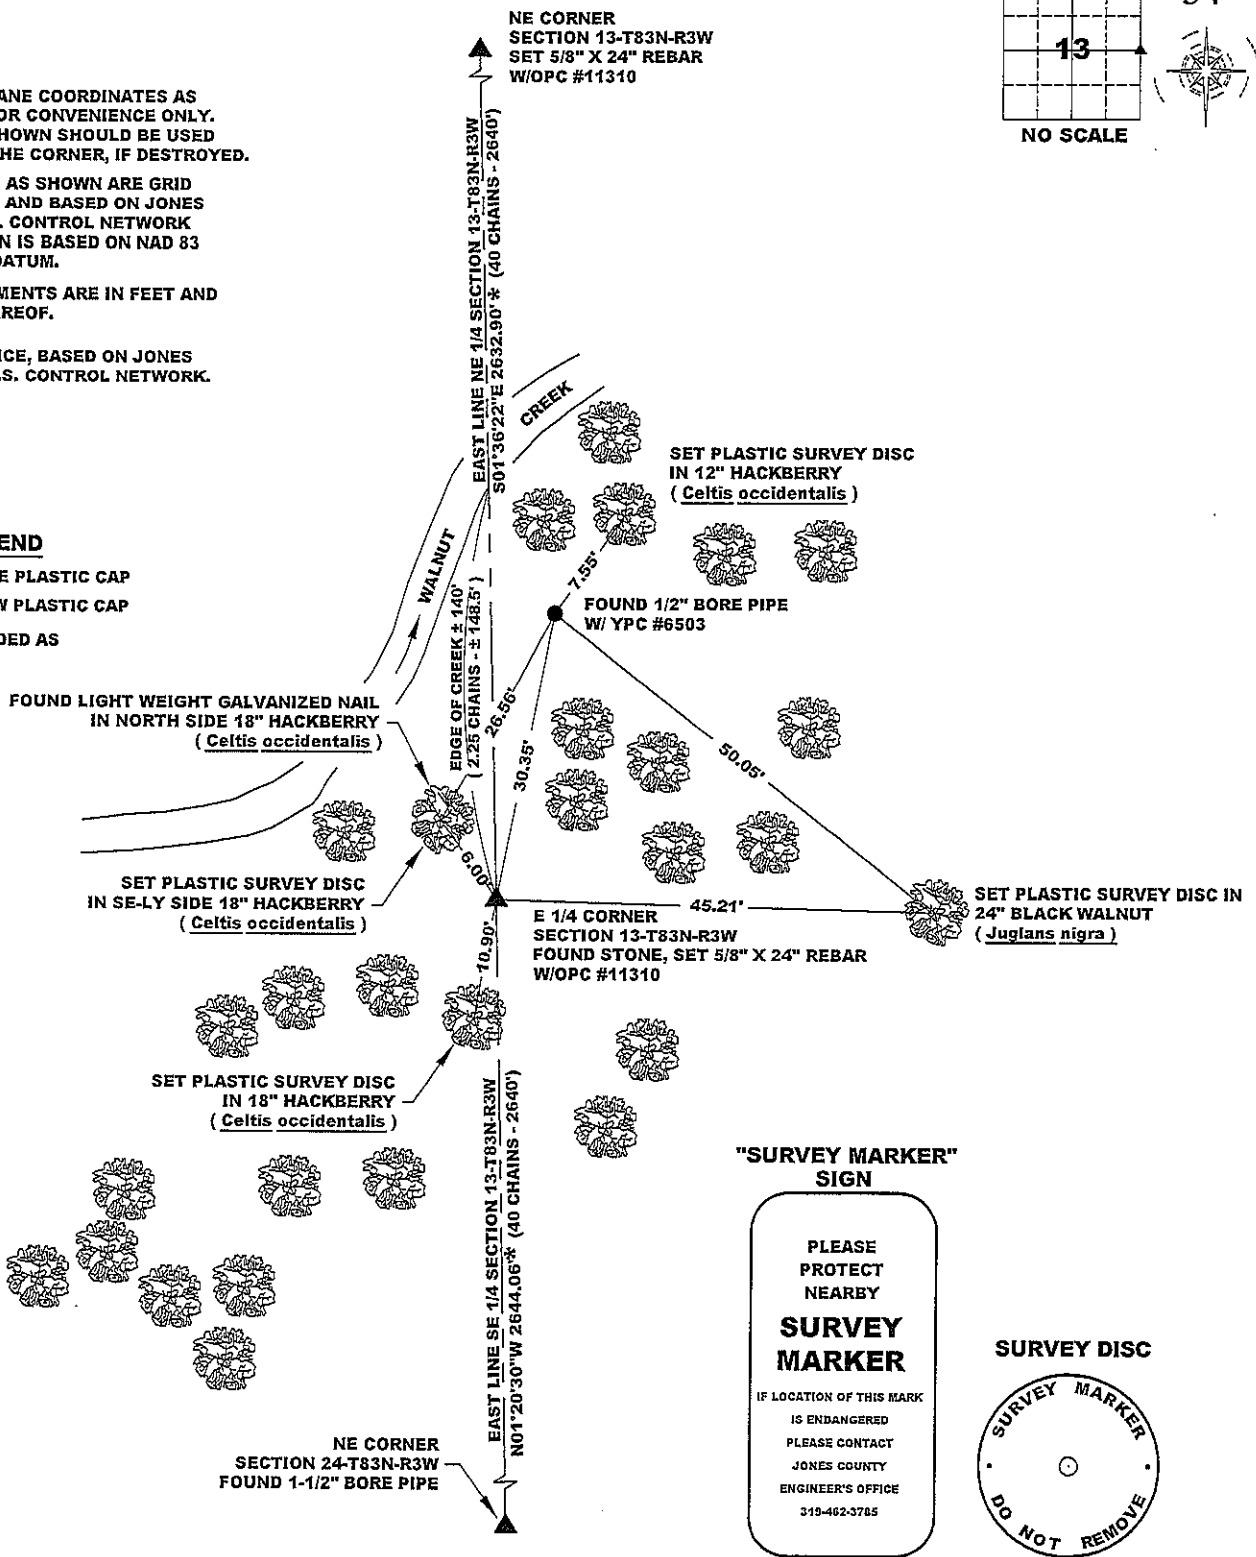 NE CORNER
SECTION 13-T83N-R3W
SET 5/8" X 24" REBAR
W/OPC #11310
13
NO SCALE
ANE COORDINATES AS
OR CONVENIENCE ONLY.
HOWN SHOULD BE USED
HE CORNER, IF DESTROYED.
AS SHOWN ARE GRID
AND BASED ON JONES
. CONTROL NETWORK
N IS BASED ON NAD 83
DATUM.
MENTS ARE IN FEET AND
REOF.
ICE, BASED ON JONES
.S. CONTROL NETWORK.
EAST LINE NE 1/4 SECTION 13-T83N-R3W
S01°36'22"E 2632.90'* (40 CHAINS - 2640')
WALNUT
CREEK
SET PLASTIC SURVEY DISC
IN 12" HACKBERRY
( Celtis occidentalis )
END
E PLASTIC CAP
W PLASTIC CAP
DED AS
7.55'
FOUND 1/2" BORE PIPE
W/ YPC #6503
EDGE OF CREEK ± 140'
(2.25 CHAINS - ± 148.5')
FOUND LIGHT WEIGHT GALVANIZED NAIL
IN NORTH SIDE 18" HACKBERRY
( Celtis occidentalis )
26.56'
30.35'
50.05'
6.00'
SET PLASTIC SURVEY DISC
IN SE-LY SIDE 18" HACKBERRY
( Celtis occidentalis )
45.21'
SET PLASTIC SURVEY DISC IN
24" BLACK WALNUT
( Juglans nigra )
E 1/4 CORNER
SECTION 13-T83N-R3W
FOUND STONE, SET 5/8" X 24" REBAR
W/OPC #11310
10.90'
SET PLASTIC SURVEY DISC
IN 18" HACKBERRY
( Celtis occidentalis )
EAST LINE SE 1/4 SECTION 13-T83N-R3W
N01°20'30"W 2644.06'* (40 CHAINS - 2640')
NE CORNER
SECTION 24-T83N-R3W
FOUND 1-1/2" BORE PIPE
"SURVEY MARKER"
SIGN
PLEASE
PROTECT
NEARBY
SURVEY
MARKER
IF LOCATION OF THIS MARK
IS ENDANGERED
PLEASE CONTACT
JONES COUNTY
ENGINEER'S OFFICE
319-462-3785
SURVEY DISC
SURVEY MARKER
DO NOT REMOVE